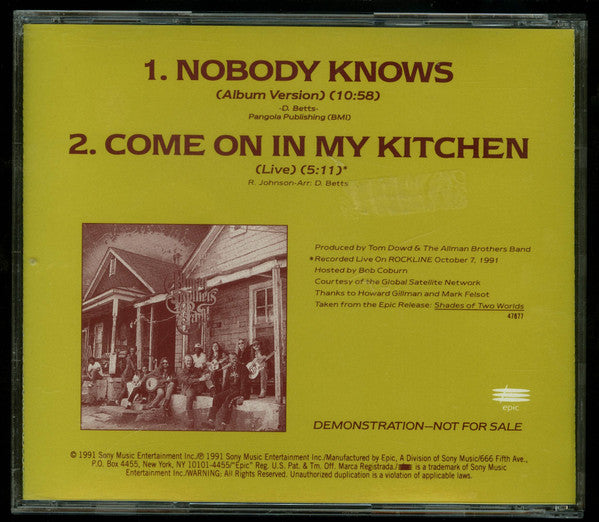 1. NOBODY KNOWS
(Album Version) (10:58)
-D. Betts-
Pangola Publishing (BMI)
2. COME ON IN MY KITCHEN
(Live) (5:11)*
R. Johnson-Arr: D. Betts
Produced by Tom Dowd & The Allman Brothers Band
*Recorded Live On ROCKLINE October 7, 1991
Hosted by Bob Coburn
Courtesy of the Global Satellite Network
Thanks to Howard Gillman and Mark Felsot
Taken from the Epic Release: Shades of Two Worlds
47877
epic
DEMONSTRATION—NOT FOR SALE
© 1991 Sony Music Entertainment Inc./℗ 1991 Sony Music Entertainment Inc./Manufactured by Epic, A Division of Sony Music/666 Fifth Ave.,
P.O. Box 4455, New York, NY 10101-4455/"Epic" Reg. U.S. Pat. & Tm. Off. Marca Registrada./ is a trademark of Sony Music
Entertainment Inc./WARNING: All Rights Reserved. Unauthorized duplication is a violation of applicable laws.